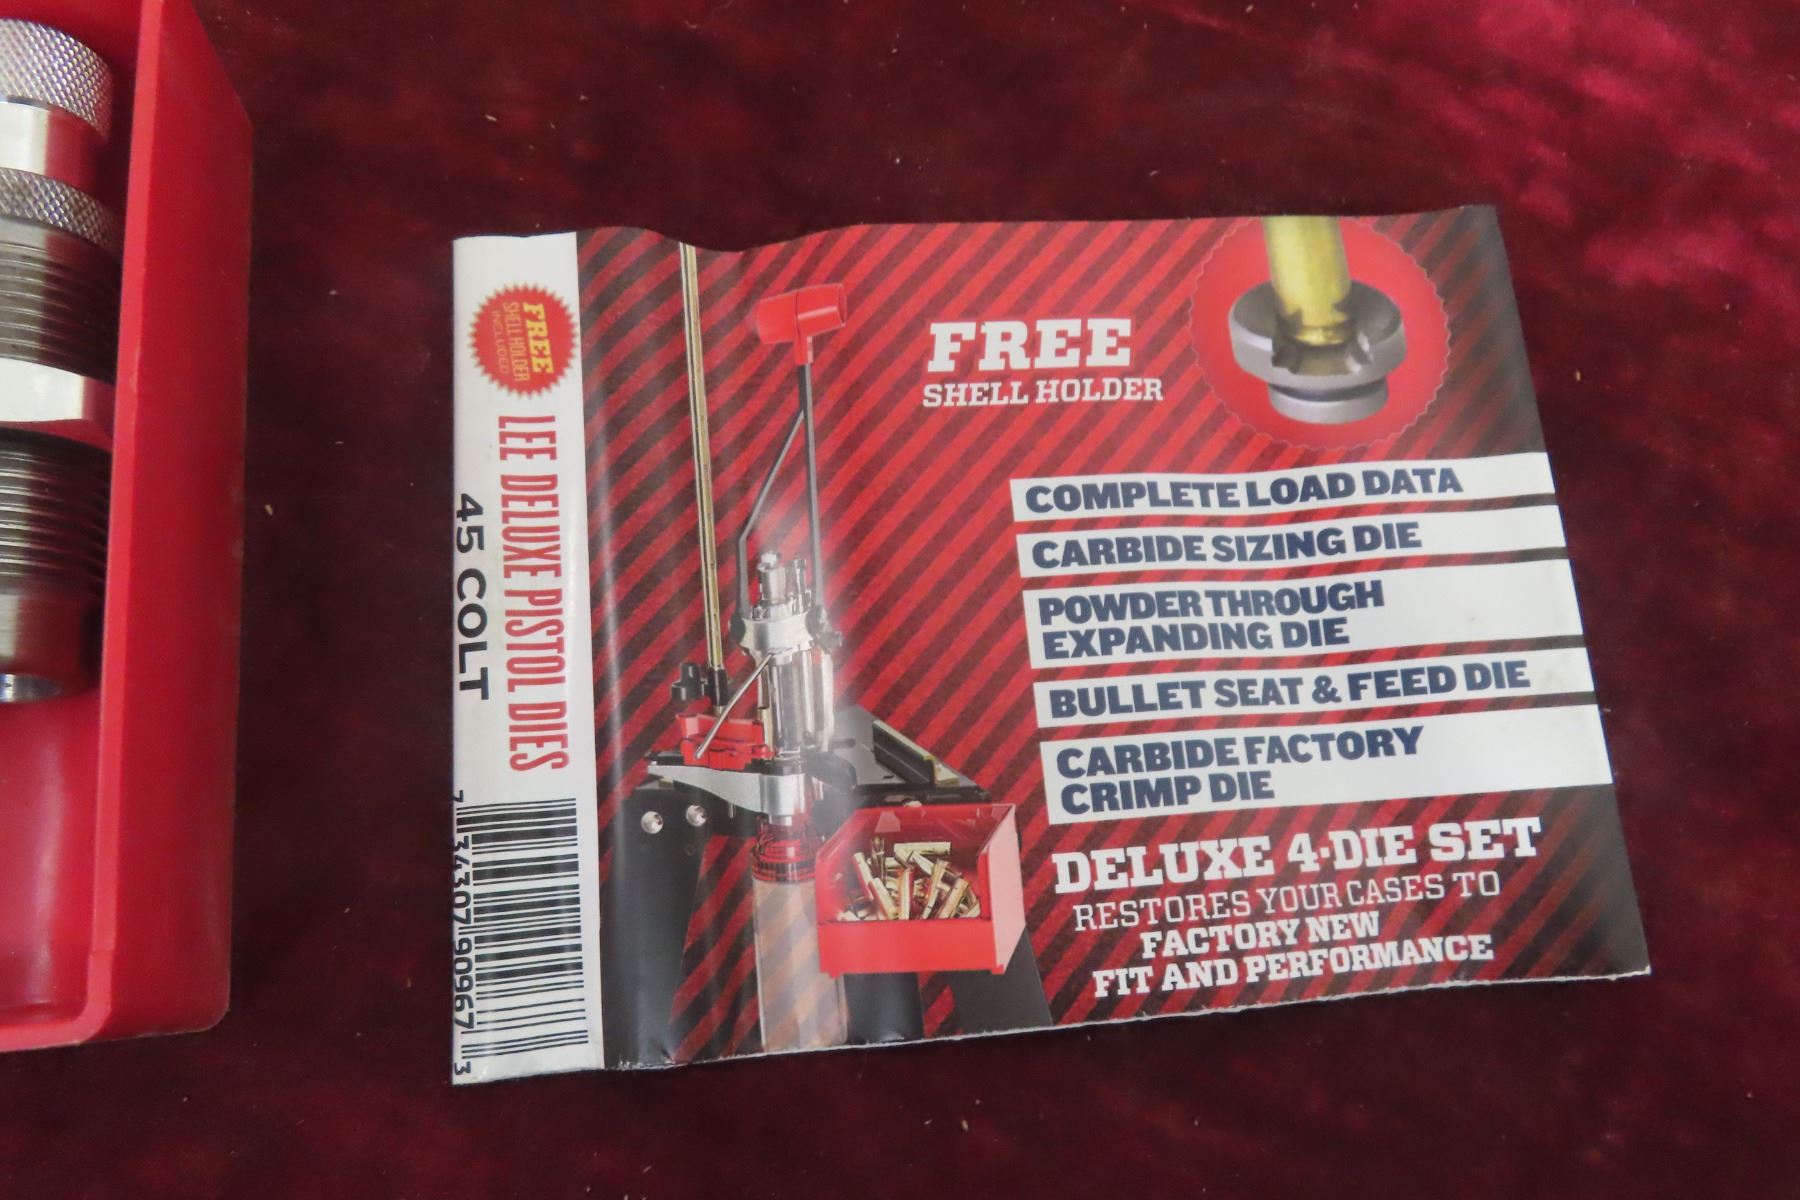 FREE
SHELL HOLDER
INCLUDED
LEE DELUXE PISTOL DIES
45 COLT
7 34307 90967 3
FREE
SHELL HOLDER
COMPLETE LOAD DATA
CARBIDE SIZING DIE
POWDER THROUGH
EXPANDING DIE
BULLET SEAT & FEED DIE
CARBIDE FACTORY
CRIMP DIE
DELUXE 4-DIE SET
RESTORES YOUR CASES TO
FACTORY NEW
FIT AND PERFORMANCE